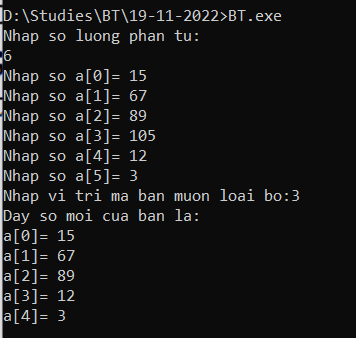 D:\Studies\BT\19-11-2022>BT.exe
Nhap so luong phan tu:
6
Nhap so a[0]= 15
Nhap so a[1]= 67
Nhap so a[2]= 89
Nhap so a[3]= 105
Nhap so a[4]= 12
Nhap so a[5]= 3
Nhap vi tri ma ban muon loai bo:3
Day so moi cua ban la:
a[0]= 15
a[1]= 67
a[2]= 89
a[3]= 12
a[4]= 3